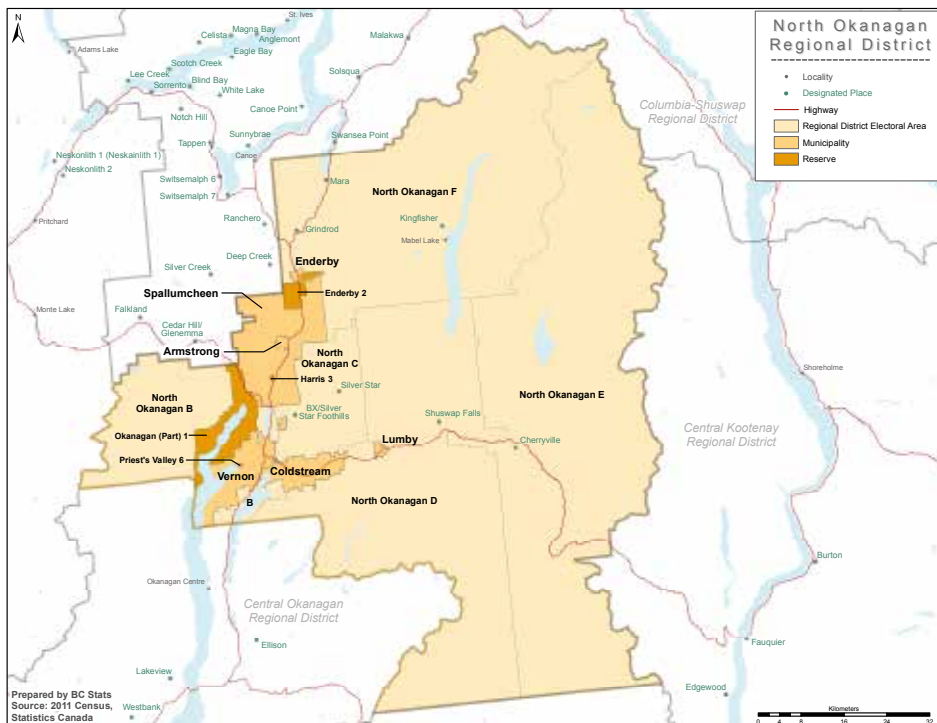 North Okanagan
Regional District
Locality
Designated Place
Highway
Regional District Electoral Area
Municipality
Reserve
N
St. Ives
Magna Bay
Celista
Anglemont
Malakwa
Adams Lake
Eagle Bay
Scotch Creek
Solsqua
Lee Creek
Blind Bay
Sorrento
White Lake
Canoe Point
Notch Hill
Columbia-Shuswap
Regional District
Sunnybrae
Swansea Point
Tappen
Canoe
Neskonlith 1 (Neskainlith 1)
Neskonlith 2
Switsemalph 6
Mara
North Okanagan F
Switsemalph 7
Pritchard
Ranchero
Kingfisher
Grindrod
Mabel Lake
Deep Creek
Enderby
Silver Creek
Spallumcheen
Enderby 2
Monte Lake
Falkland
Cedar Hill/
Glenemma
Armstrong
North
Okanagan C
Harris 3
Silver Star
Shoreholme
North
Okanagan B
North Okanagan E
BX/Silver
Star Foothills
Shuswap Falls
Central Kootenay
Regional District
Okanagan (Part) 1
Lumby
Cherryville
Priest's Valley 6
Coldstream
Vernon
B
North Okanagan D
Burton
Okanagan Centre
Central Okanagan
Regional District
Ellison
Fauquier
Lakeview
Edgewood
Westbank
Prepared by BC Stats
Source: 2011 Census,
Statistics Canada
Kilometers
0 4 8 16 24 32